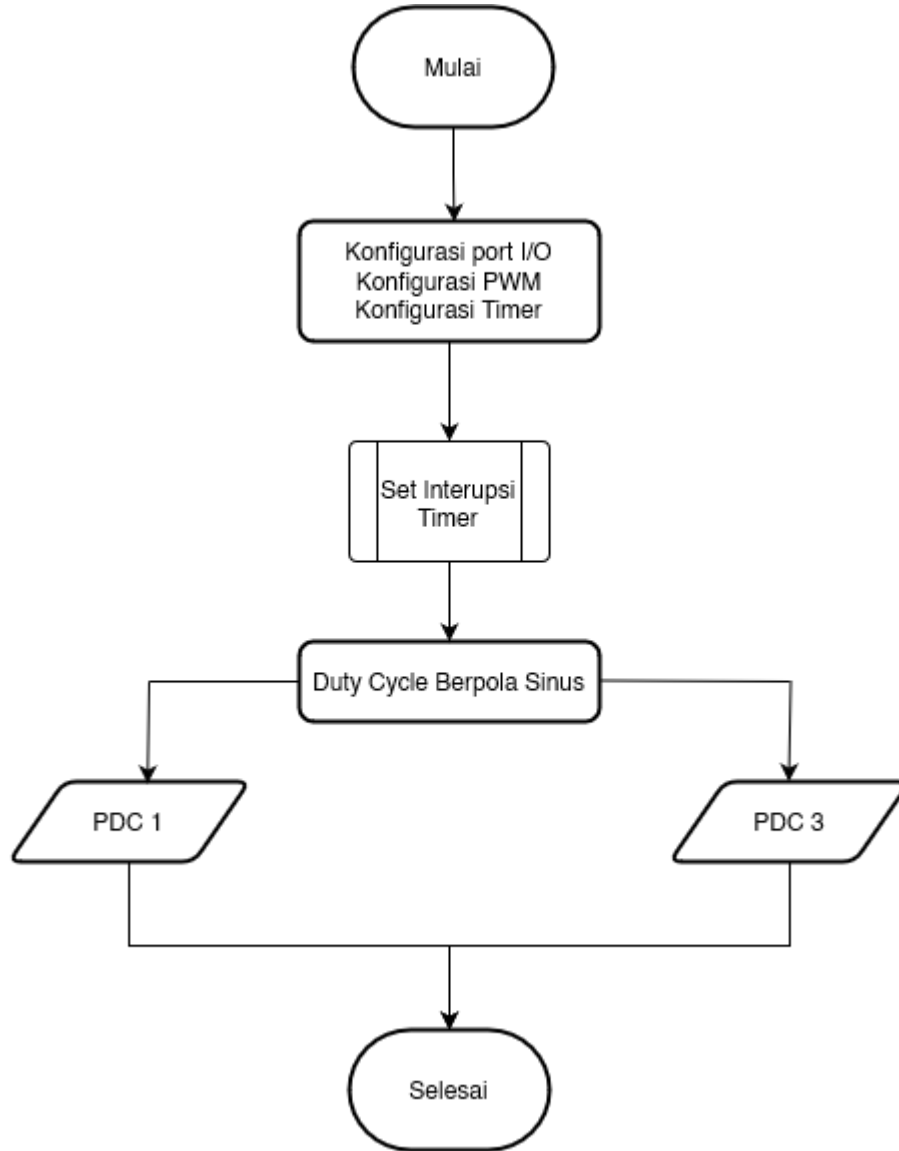 Mulai
Konfigurasi port I/O
Konfigurasi PWM
Konfigurasi Timer
Set Interupsi
Timer
Duty Cycle Berpola Sinus
PDC 1
PDC 3
Selesai